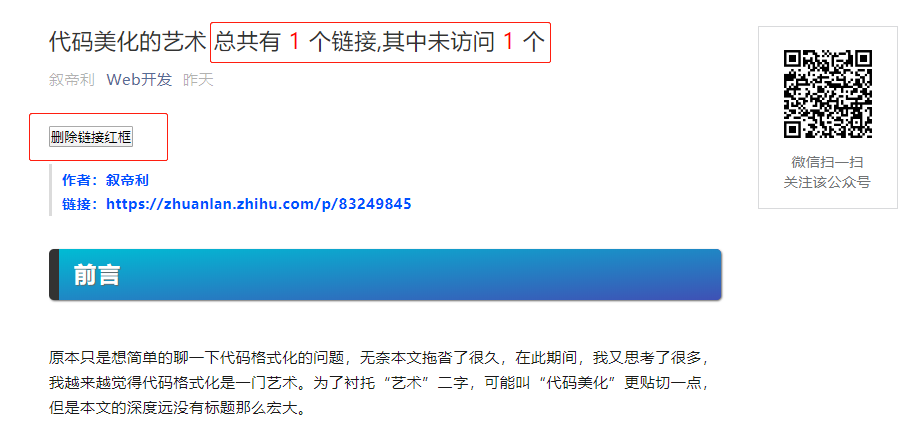 代码美化的艺术 总共有 1 个链接,其中未访问 1 个
叙帝利 Web开发 昨天
删除链接红框
作者：叙帝利
链接：https://zhuanlan.zhihu.com/p/83249845
微信扫一扫
关注该公众号
前言
原本只是想简单的聊一下代码格式化的问题，无奈本文拖沓了很久，在此期间，我又思考了很多，
我越来越觉得代码格式化是一门艺术。为了衬托“艺术”二字，可能叫“代码美化”更贴切一点，
但是本文的深度远没有标题那么宏大。